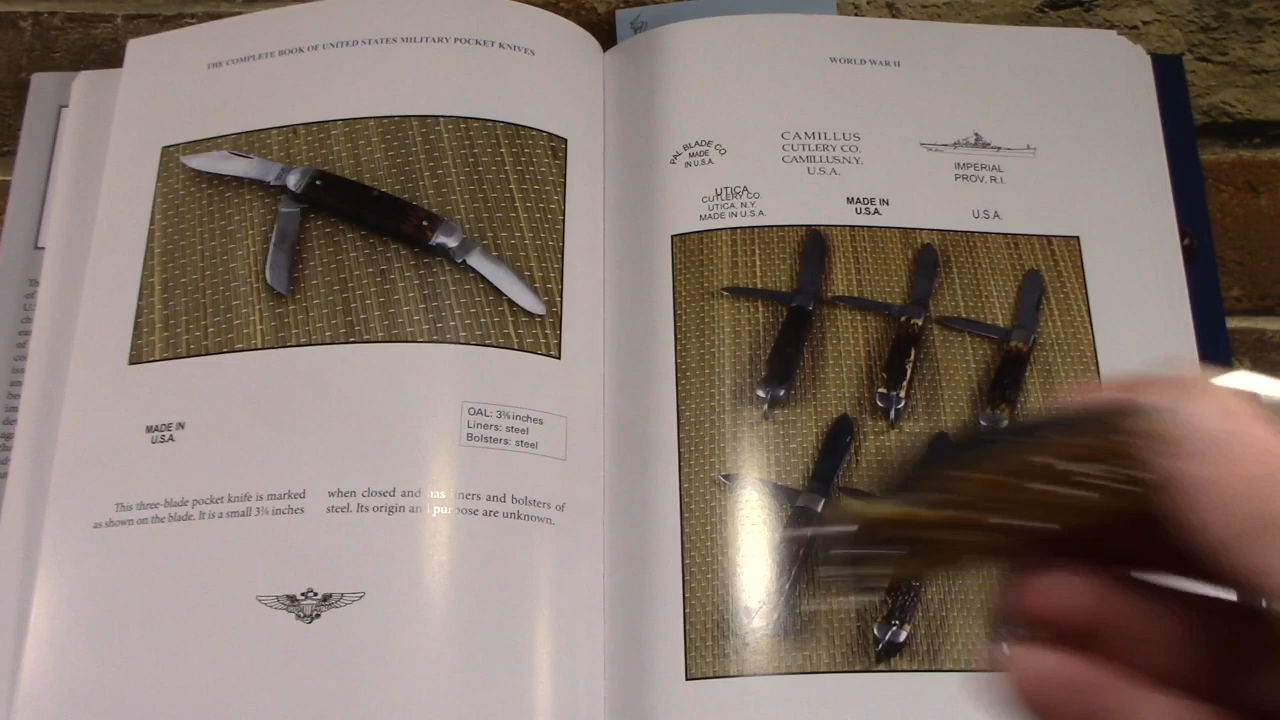 THE COMPLETE BOOK OF UNITED STATES MILITARY POCKET KNIVES
MADE IN
U.S.A.
OAL: 3⅜ inches
Liners: steel
Bolsters: steel
This three-blade pocket knife is marked
as shown on the blade. It is a small 3⅜ inches
when closed and has liners and bolsters of
steel. Its origin and purpose are unknown.
WORLD WAR II
PAL BLADE CO.
MADE
IN U.S.A.
CAMILLUS
CUTLERY CO.
CAMILLUS,N.Y.
U.S.A.
IMPERIAL
PROV, R.I.
UTICA
CUTLERY CO.
UTICA, N.Y.
MADE IN U.S.A.
MADE IN
U.S.A.
U.S.A.